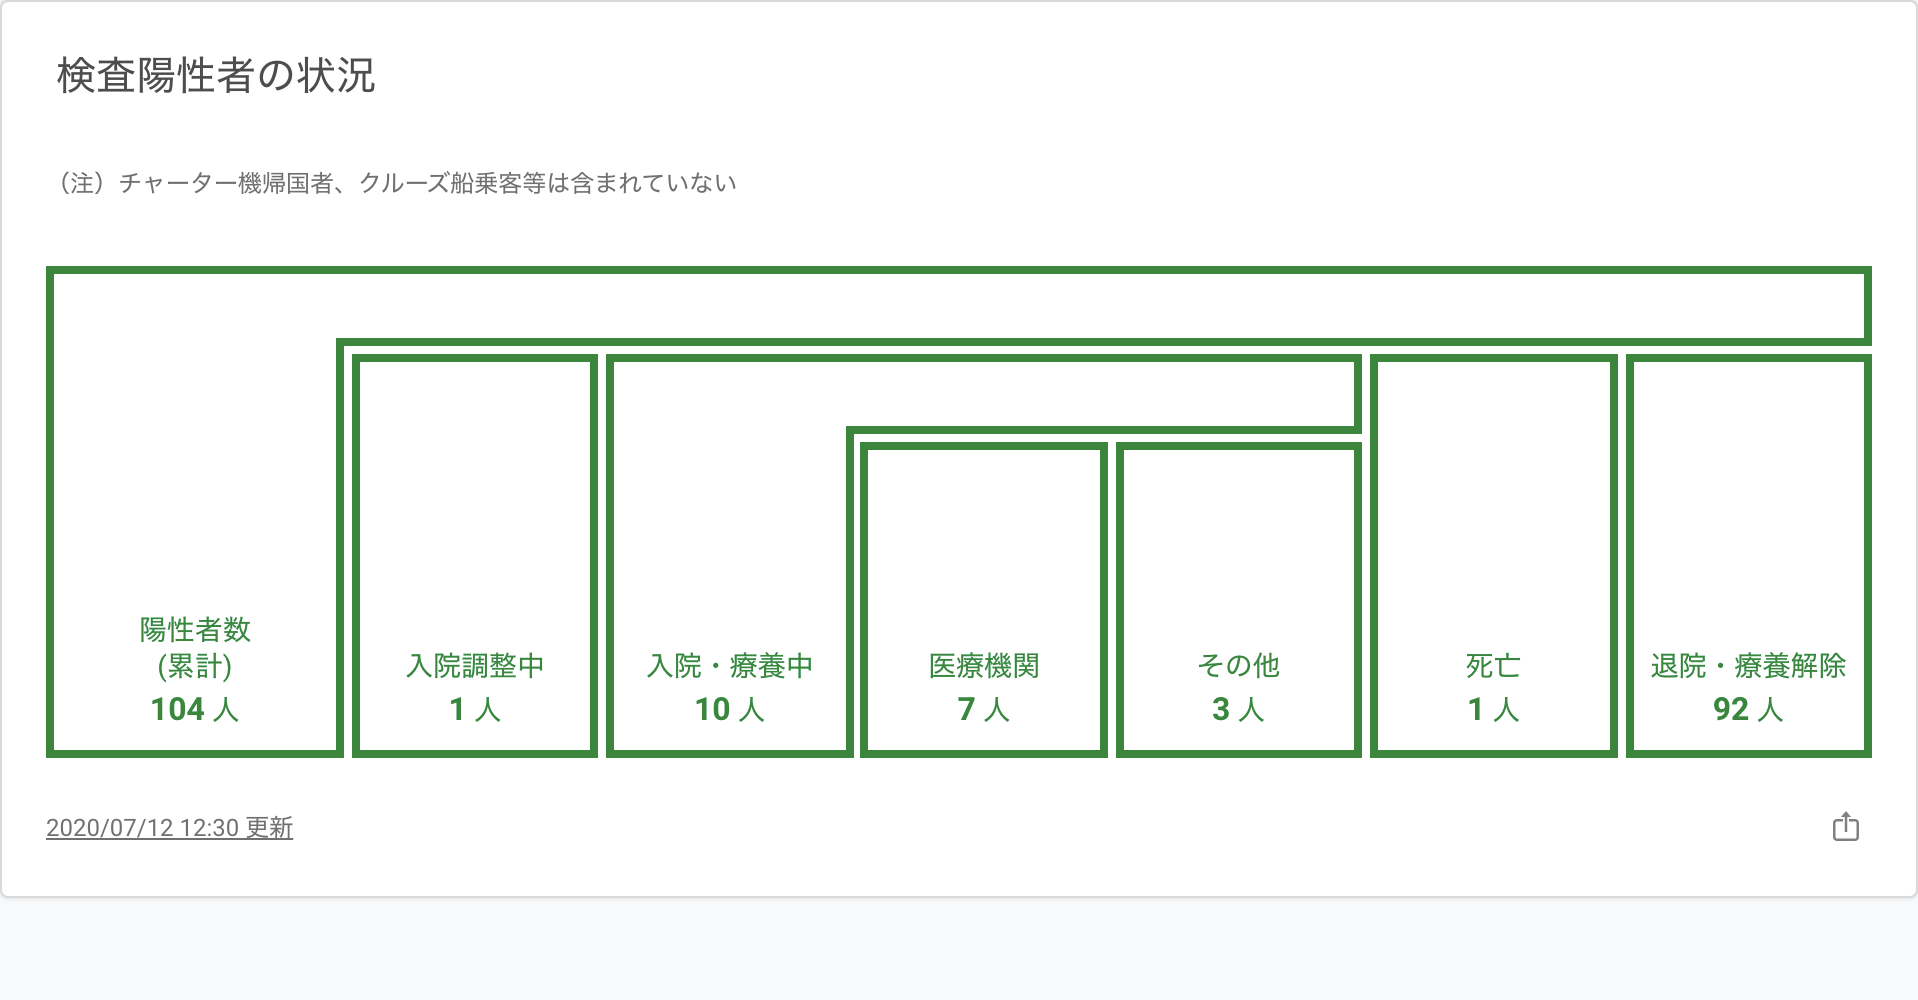 検査陽性者の状況
（注）チャーター機帰国者、クルーズ船乗客等は含まれていない
陽性者数
(累計)
104 人
入院調整中
1 人
入院・療養中
10 人
医療機関
7 人
その他
3 人
死亡
1 人
退院・療養解除
92 人
2020/07/12 12:30 更新